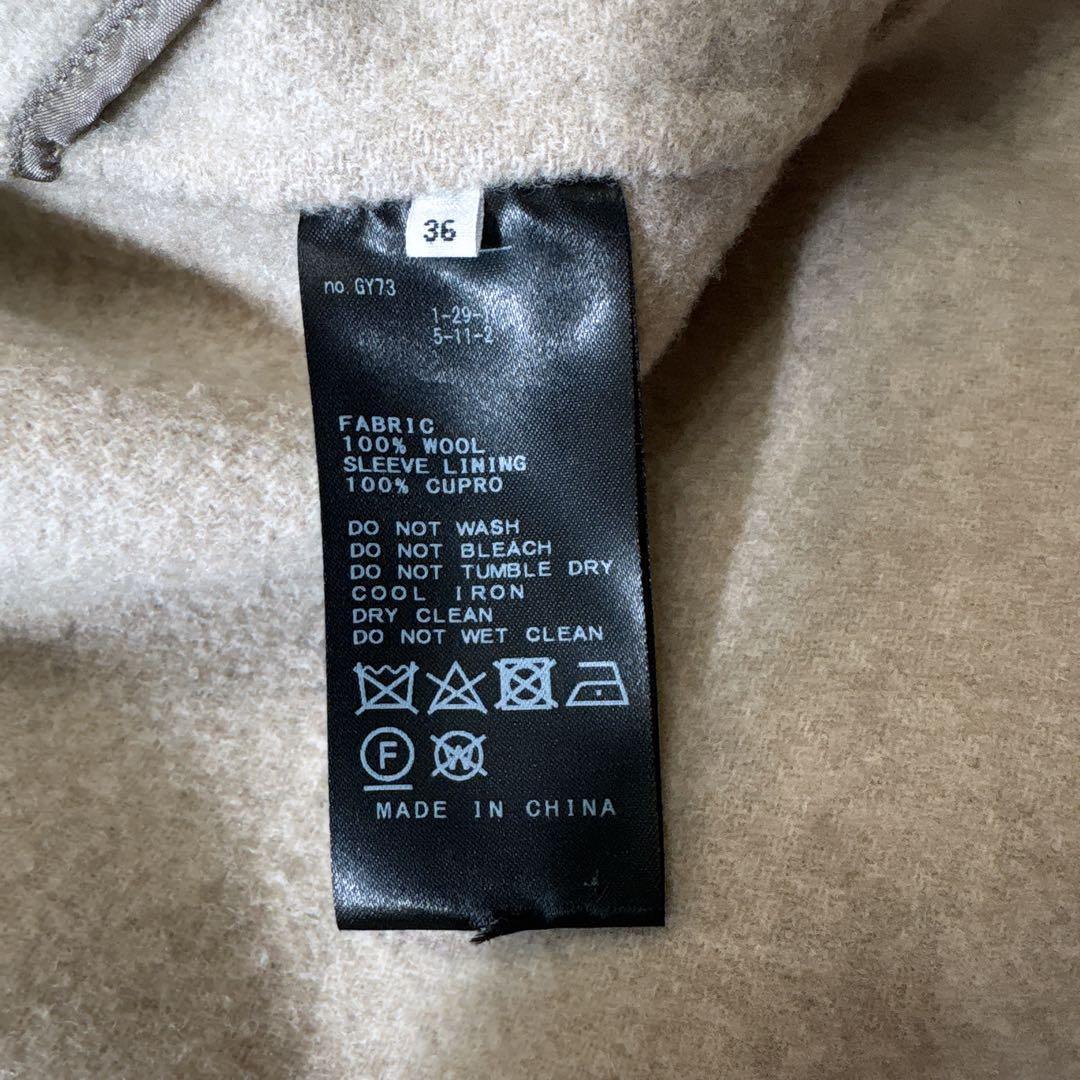 36
no. GY73
1-29-1
5-11-2
FABRIC
100% WOOL
SLEEVE LINING
100% CUPRO
DO NOT WASH
DO NOT BLEACH
DO NOT TUMBLE DRY
COOL IRON
DRY CLEAN
DO NOT WET CLEAN
F W
MADE IN CHINA